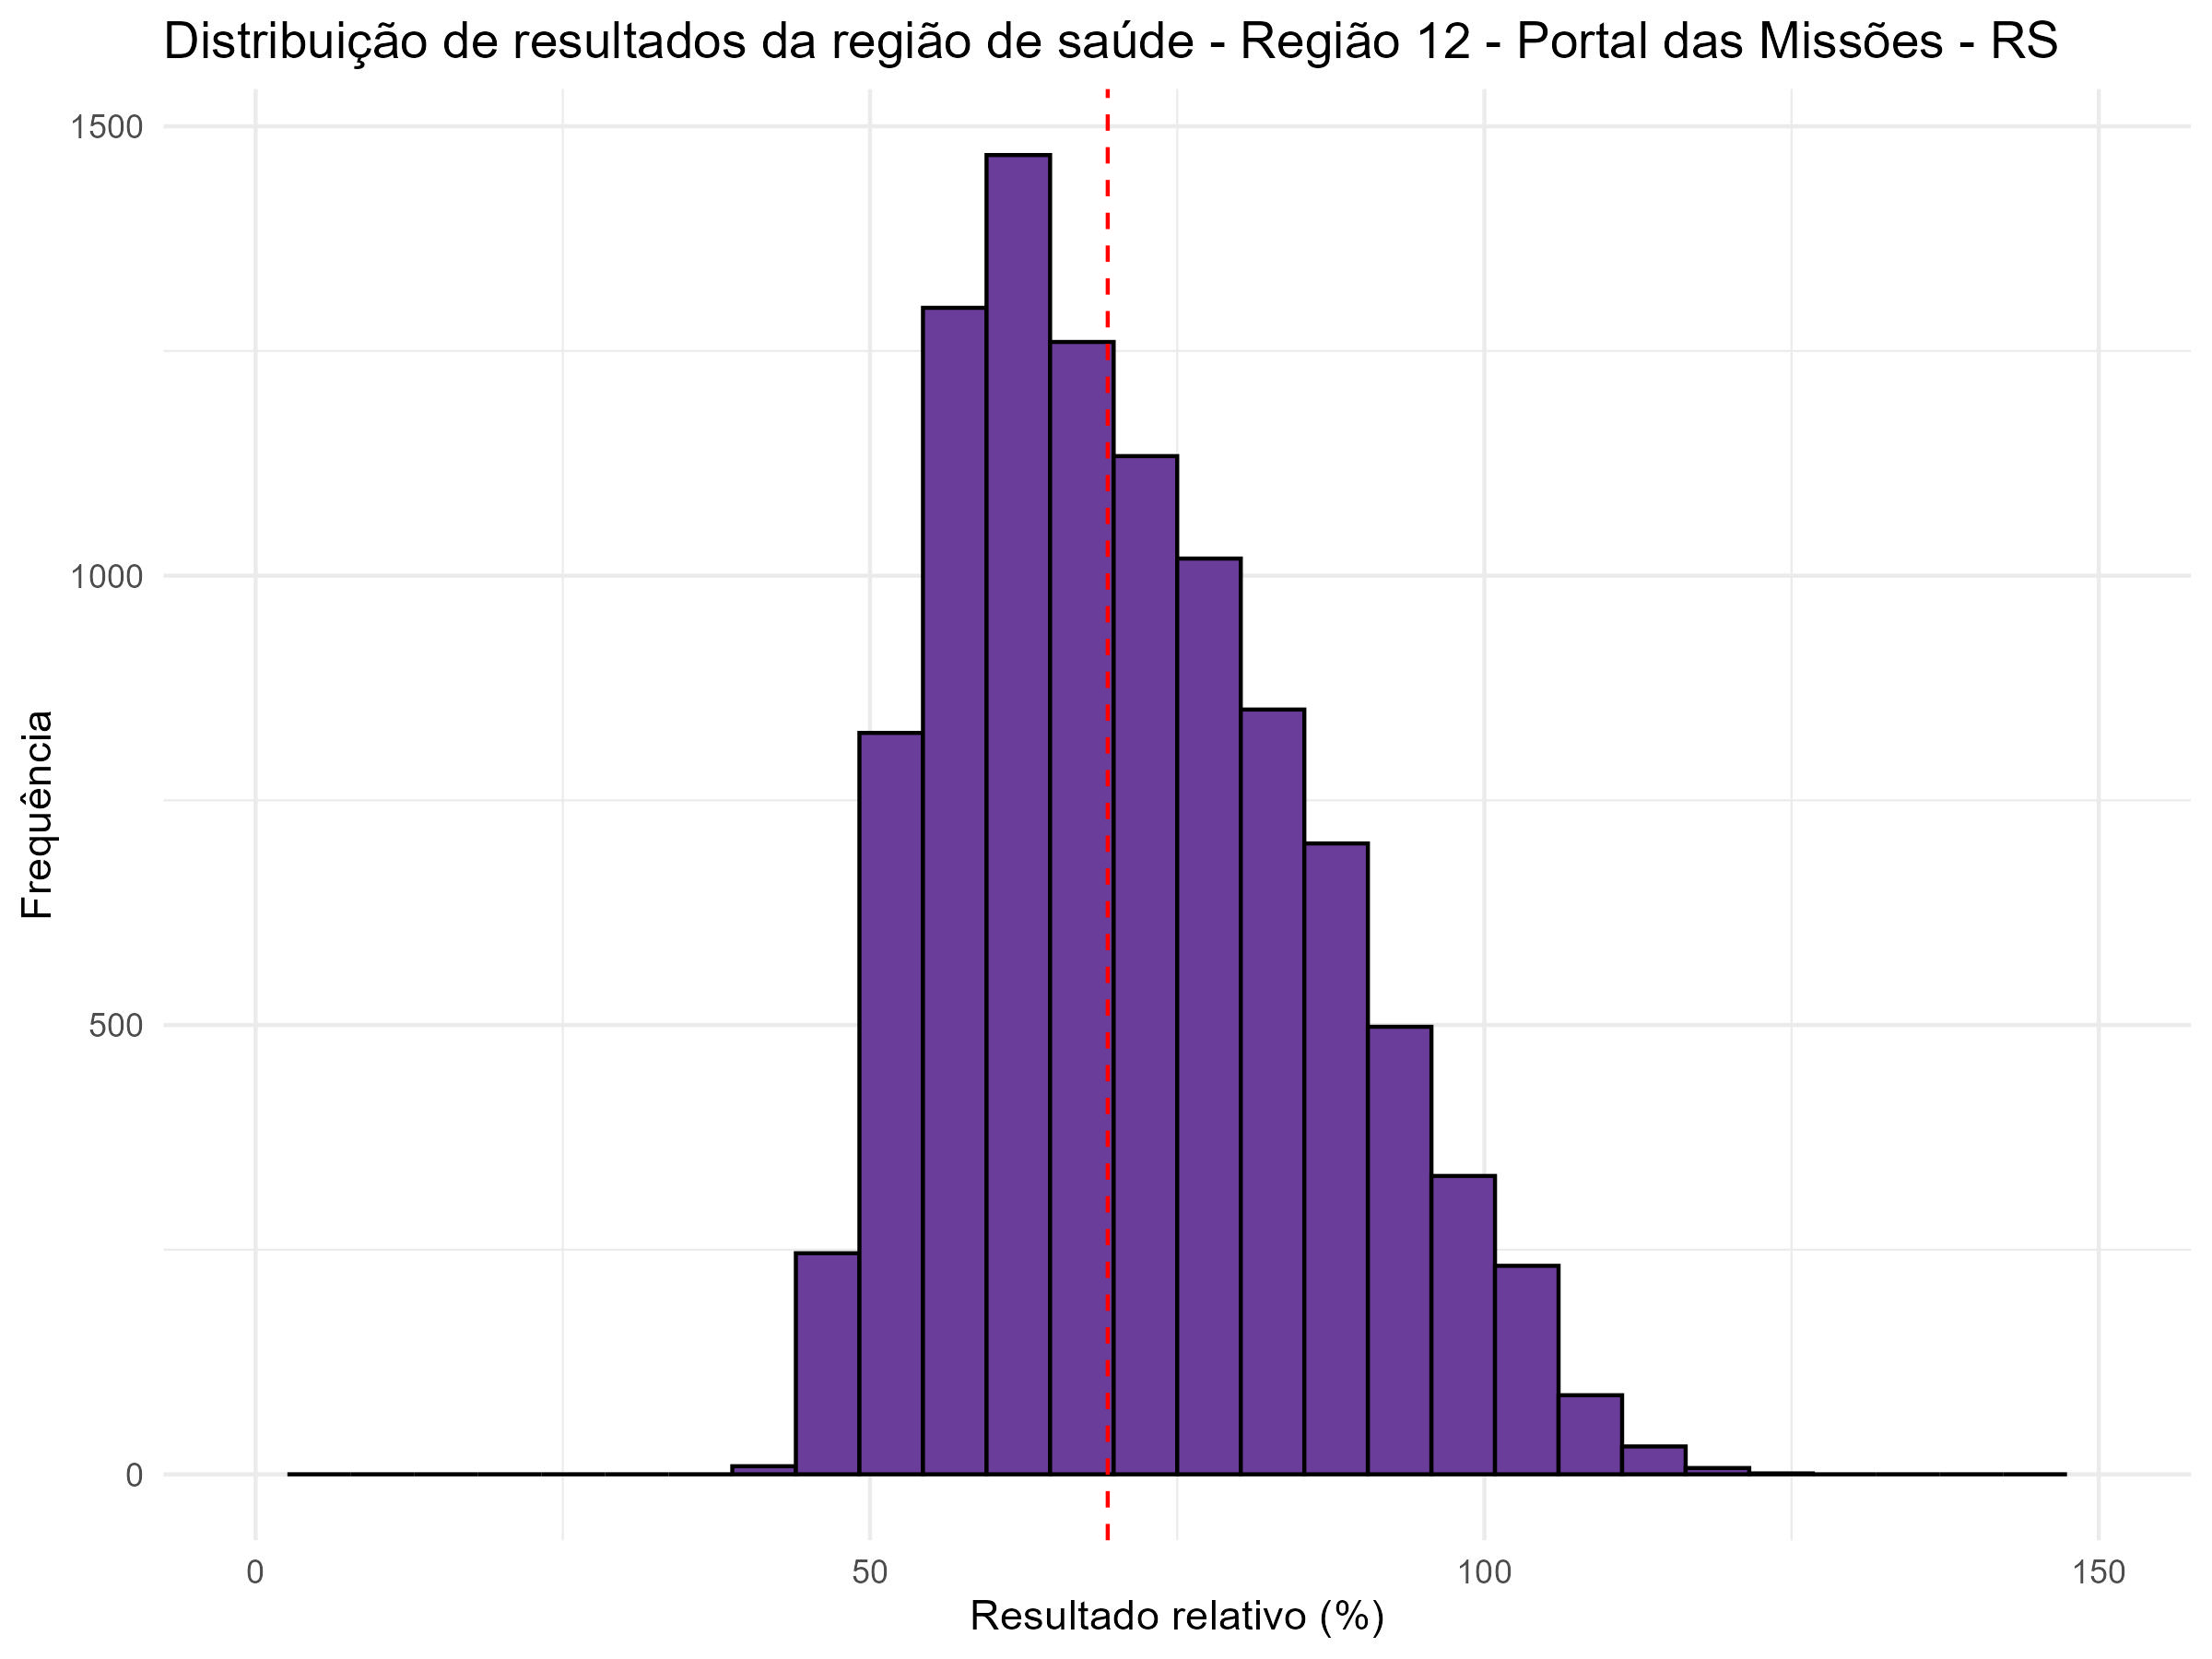 Distribuição de resultados da região de saúde - Região 12 - Portal das Missões - RS
1500
1000
500
0
Frequência
0
50
100
150
Resultado relativo (%)